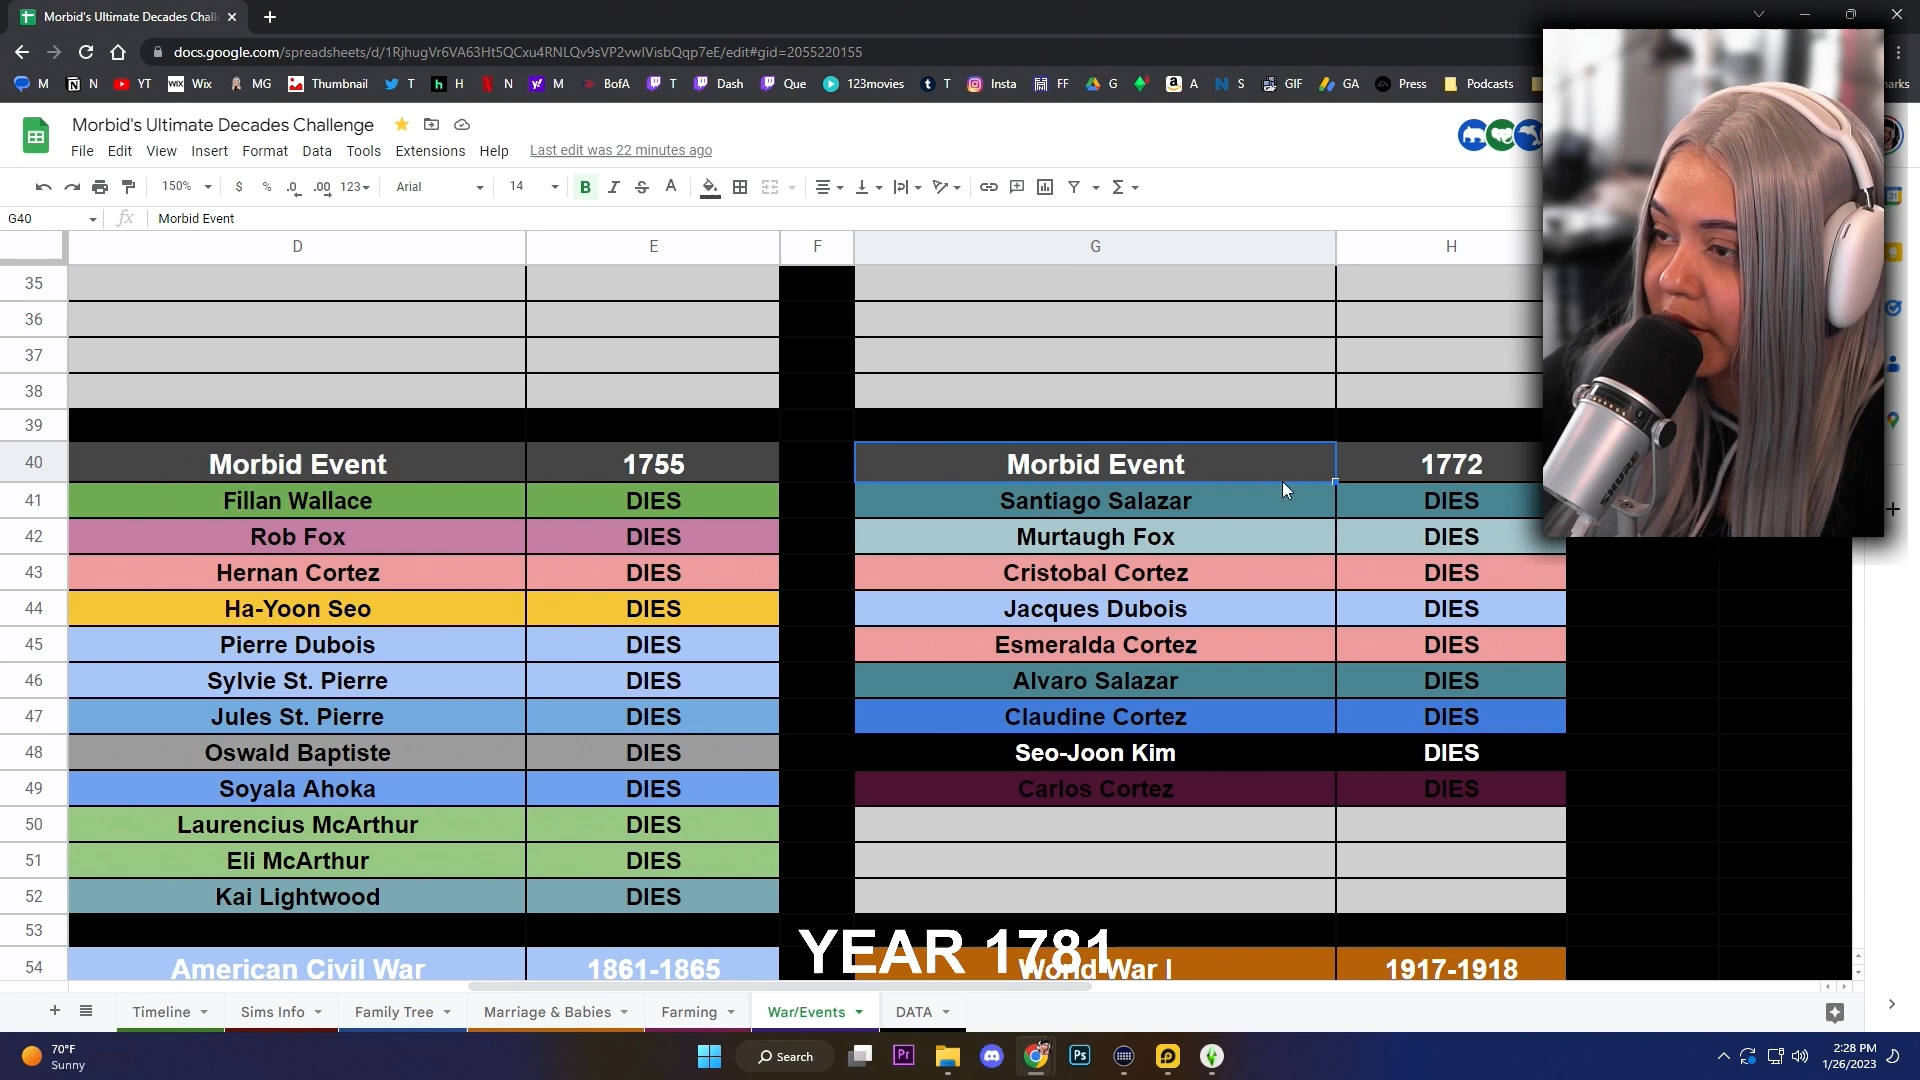 Morbid's Ultimate Decades Chall
docs.google.com/spreadsheets/d/1RjhugVr6VA63Ht5QCxu4RNLQv9sVP2vwIVisbQqp7eE/edit#gid=2055220155
M N YT Wix MG Thumbnail T H N M BofA T Dash Que 123movies T Insta FF G A S GIF GA Press Podcasts arks
Morbid's Ultimate Decades Challenge
File Edit View Insert Format Data Tools Extensions Help Last edit was 22 minutes ago
150% $ % .0 .00 123 Arial 14 B I S A
G40 fx Morbid Event
D E F G H
35
36
37
38
39
40 Morbid Event 1755 Morbid Event 1772
41 Fillan Wallace DIES Santiago Salazar DIES
42 Rob Fox DIES Murtaugh Fox DIES
43 Hernan Cortez DIES Cristobal Cortez DIES
44 Ha-Yoon Seo DIES Jacques Dubois DIES
45 Pierre Dubois DIES Esmeralda Cortez DIES
46 Sylvie St. Pierre DIES Alvaro Salazar DIES
47 Jules St. Pierre DIES Claudine Cortez DIES
48 Oswald Baptiste DIES Seo-Joon Kim DIES
49 Soyala Ahoka DIES Carlos Cortez DIES
50 Laurencius McArthur DIES
51 Eli McArthur DIES
52 Kai Lightwood DIES
53
YEAR 1781
54 American Civil War 1861-1865 World War I 1917-1918
Timeline Sims Info Family Tree Marriage & Babies Farming War/Events DATA
70°F
Sunny
Search
Pr
Ps
2:28 PM
1/26/2023
SHURE